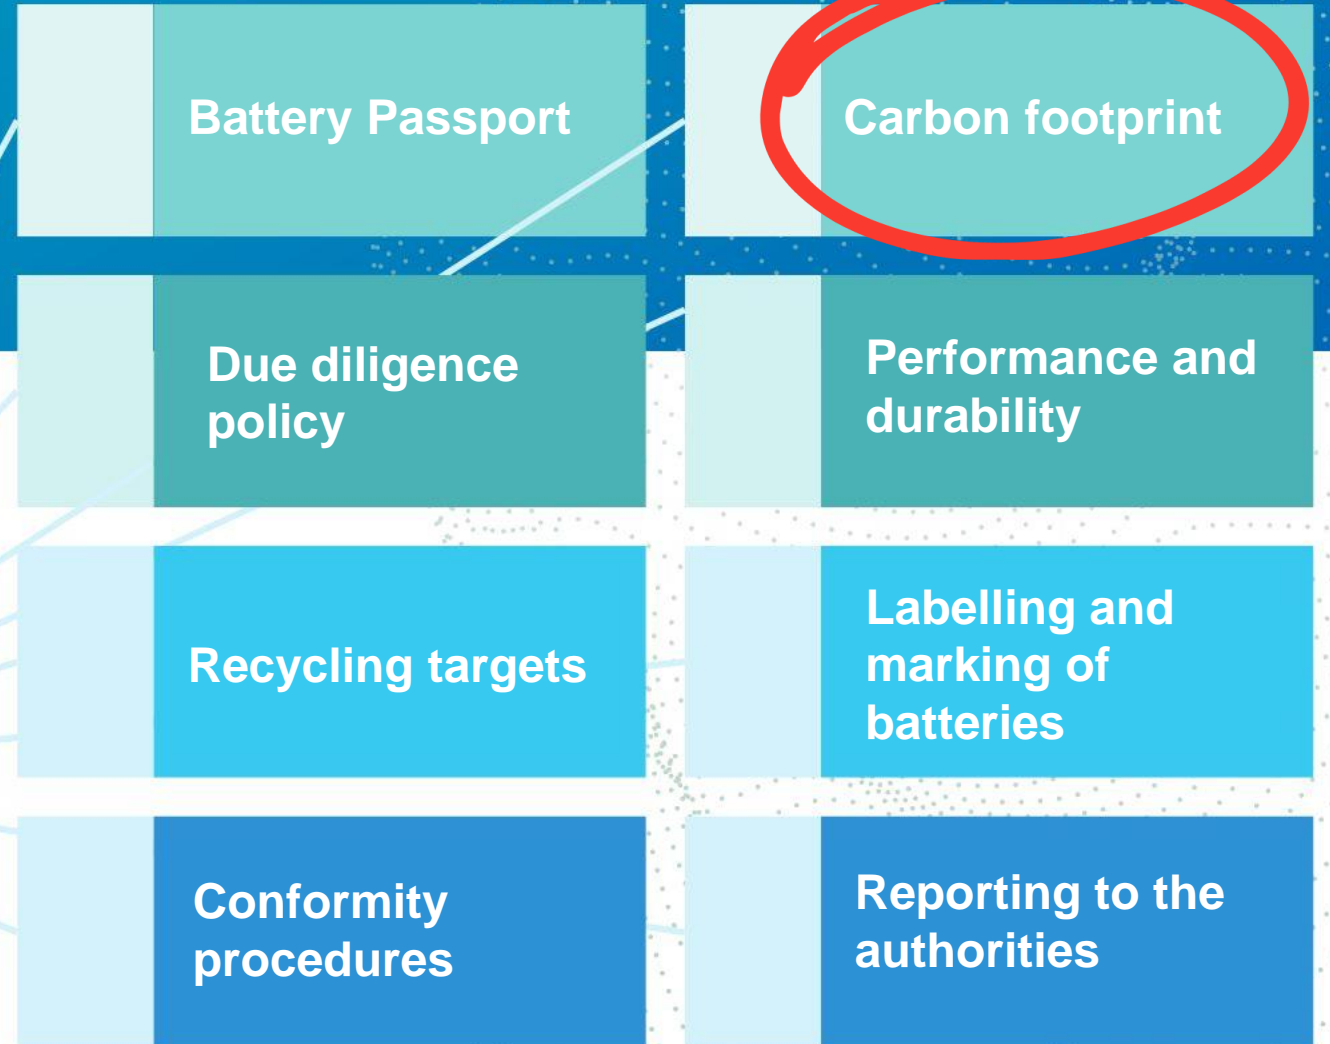 Battery Passport
Carbon footprint
Due diligence
policy
Performance and
durability
Recycling targets
Labelling and
marking of
batteries
Conformity
procedures
Reporting to the
authorities